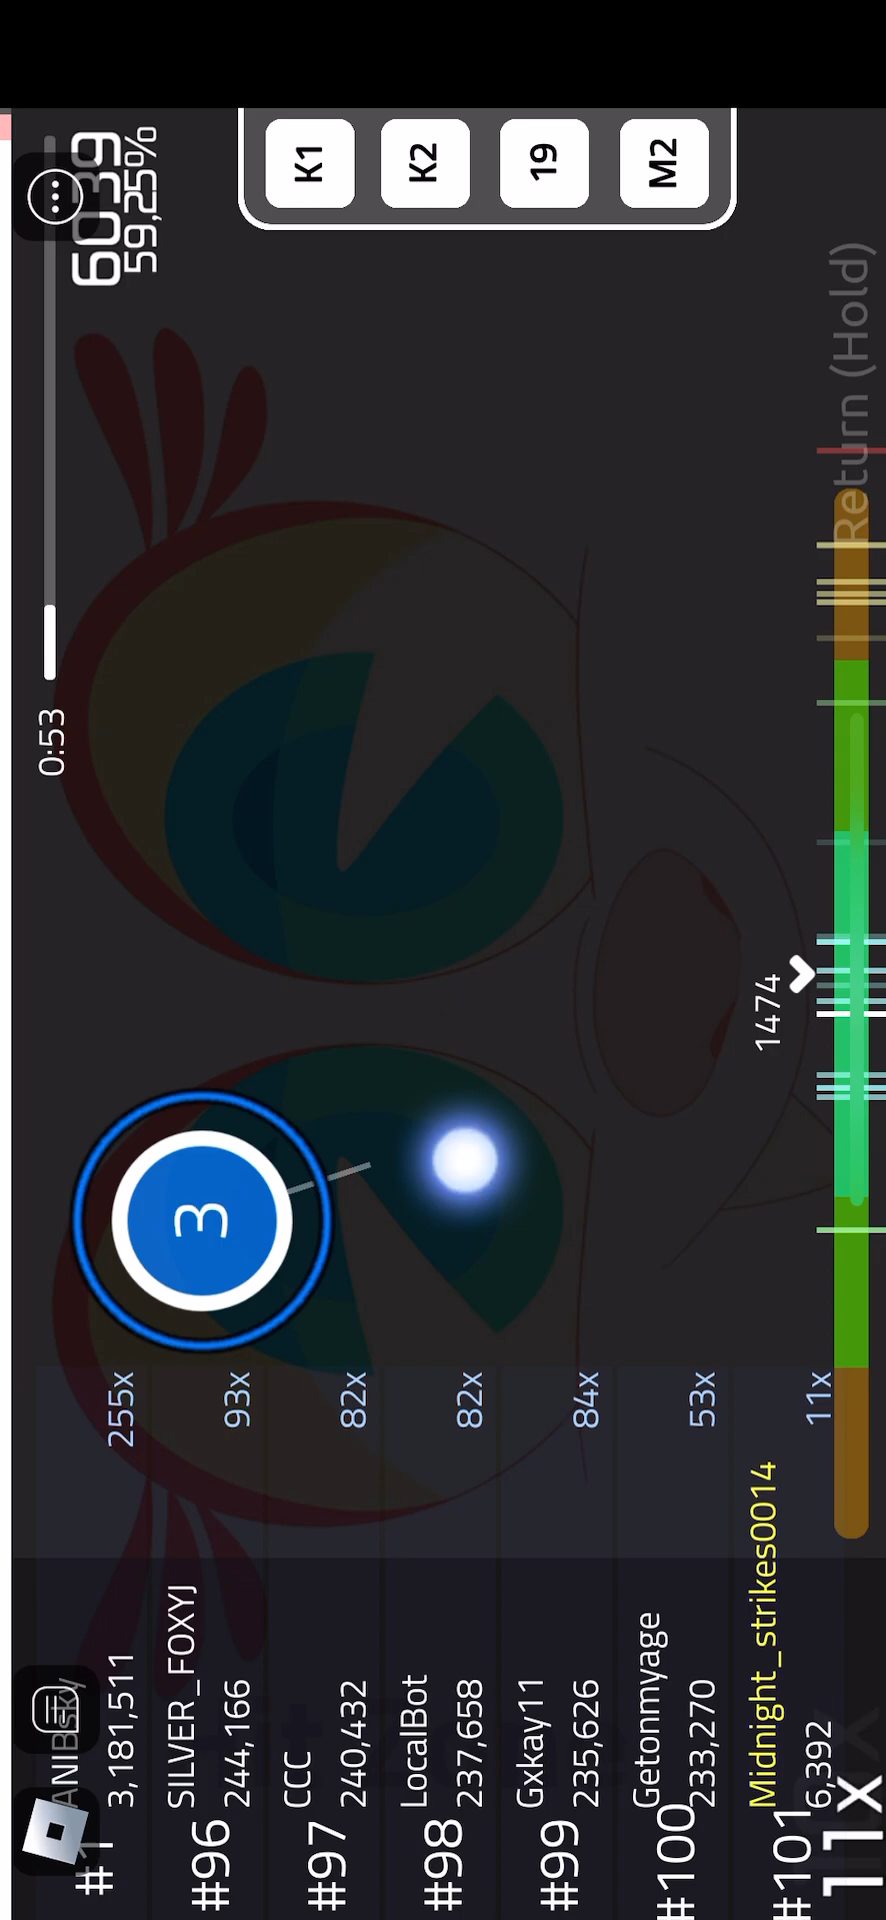 6039
59,25%
0:53
K1
K2
19
M2
Return (Hold)
3
1474
255x
3,181,511
#96
SILVER_FOXYJ
244,166
93x
#97
CCC
240,432
82x
#98
LocalBot
237,658
82x
#99
Gxkay11
235,626
84x
#100
Getonmyage
233,270
53x
#101
Midnight_strikes0014
6,392
11x
11x